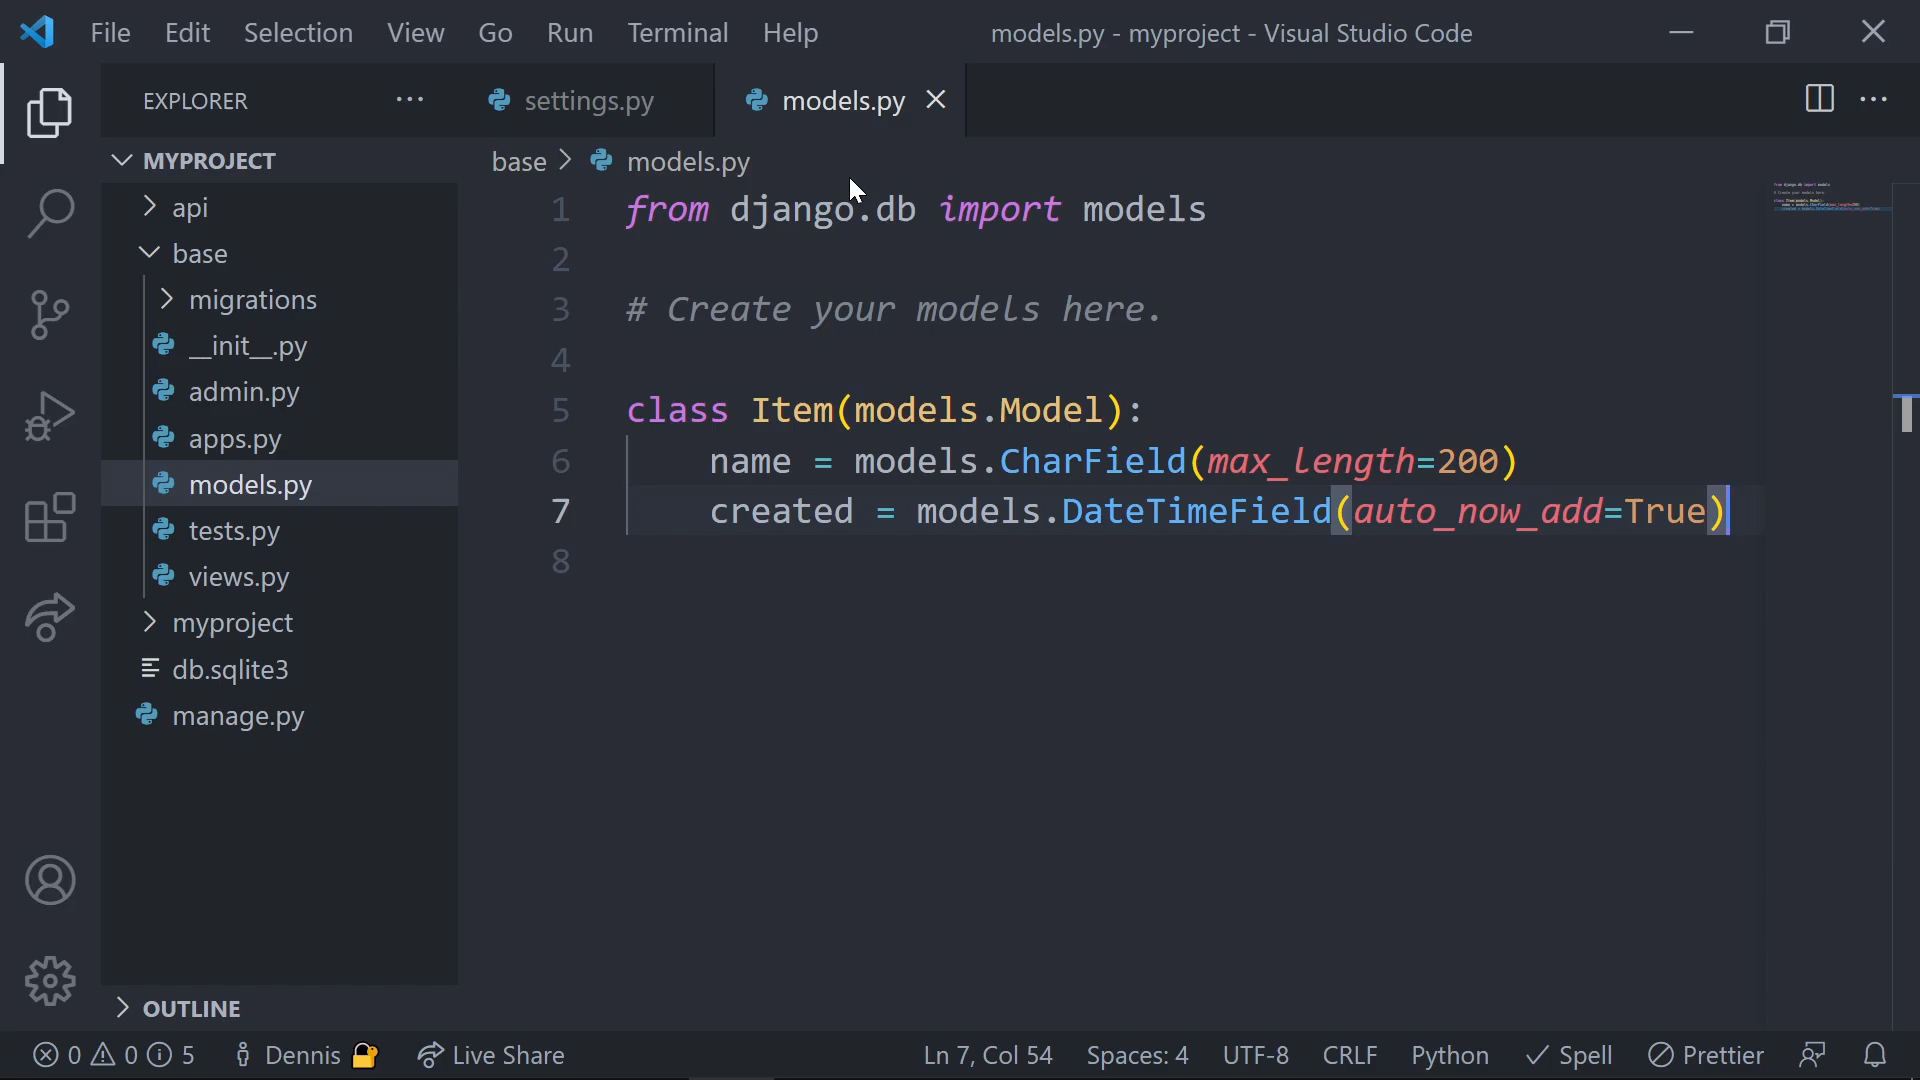 File Edit Selection View Go Run Terminal Help models.py - myproject - Visual Studio Code
EXPLORER ... settings.py models.py
MYPROJECT
base > models.py
api
base
migrations
__init__.py
admin.py
apps.py
models.py
tests.py
views.py
myproject
db.sqlite3
manage.py
OUTLINE
1 from django.db import models
2
3 # Create your models here.
4
5 class Item(models.Model):
6 name = models.CharField(max_length=200)
7 created = models.DateTimeField(auto_now_add=True)
8
0 0 5 Dennis Live Share Ln 7, Col 54 Spaces: 4 UTF-8 CRLF Python Spell Prettier